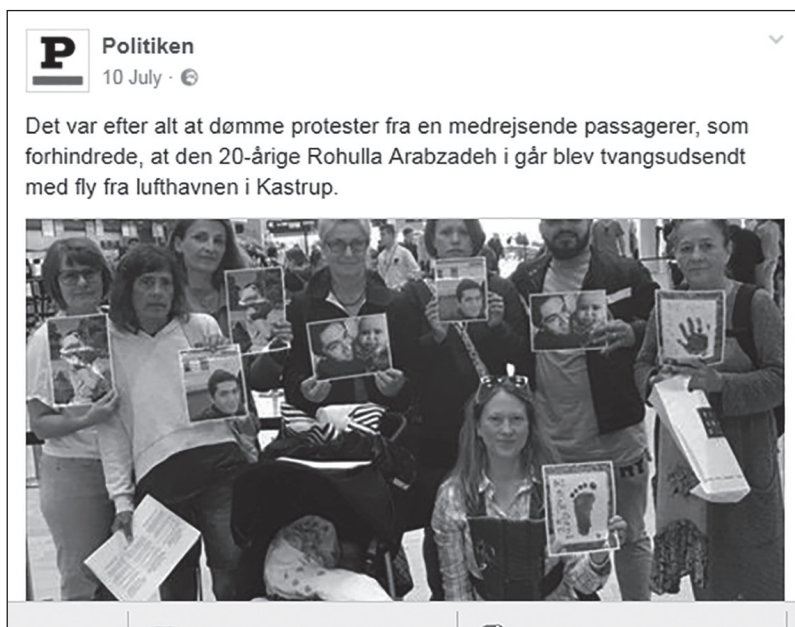 P
Politiken
10 July ·
Det var efter alt at dømme protester fra en medrejsende passagerer, som
forhindrede, at den 20-årige Rohulla Arabzadeh i går blev tvangsudsendt
med fly fra lufthavnen i Kastrup.